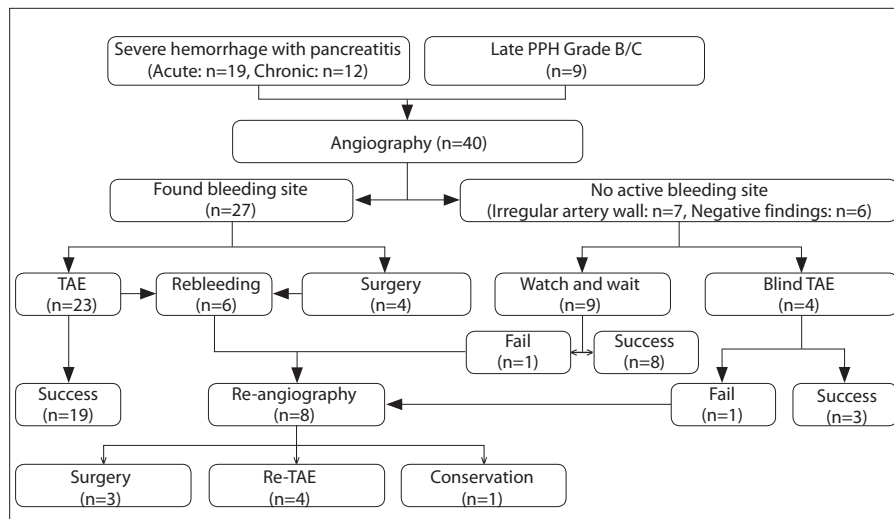 Severe hemorrhage with pancreatitis
(Acute: n=19, Chronic: n=12)
Late PPH Grade B/C
(n=9)
Angiography (n=40)
Found bleeding site
(n=27)
No active bleeding site
(Irregular artery wall: n=7, Negative findings: n=6)
TAE
(n=23)
Rebleeding
(n=6)
Surgery
(n=4)
Watch and wait
(n=9)
Blind TAE
(n=4)
Fail
(n=1)
Success
(n=8)
Success
(n=19)
Re-angiography
(n=8)
Fail
(n=1)
Success
(n=3)
Surgery
(n=3)
Re-TAE
(n=4)
Conservation
(n=1)